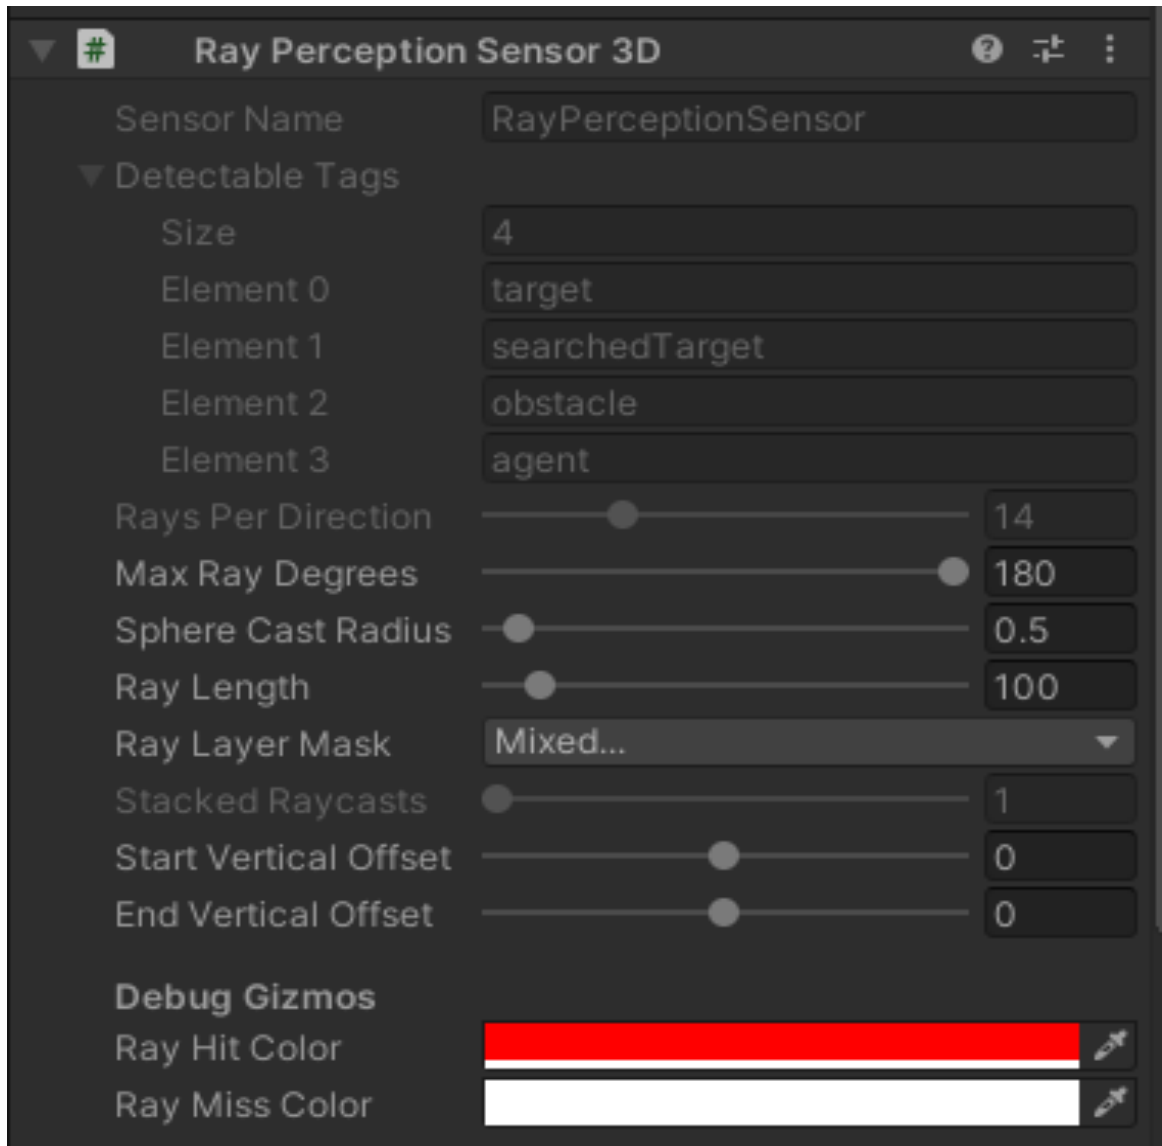 # Ray Perception Sensor 3D ?
Sensor Name RayPerceptionSensor
Detectable Tags
Size 4
Element 0 target
Element 1 searchedTarget
Element 2 obstacle
Element 3 agent
Rays Per Direction 14
Max Ray Degrees 180
Sphere Cast Radius 0.5
Ray Length 100
Ray Layer Mask Mixed...
Stacked Raycasts 1
Start Vertical Offset 0
End Vertical Offset 0
Debug Gizmos
Ray Hit Color
Ray Miss Color